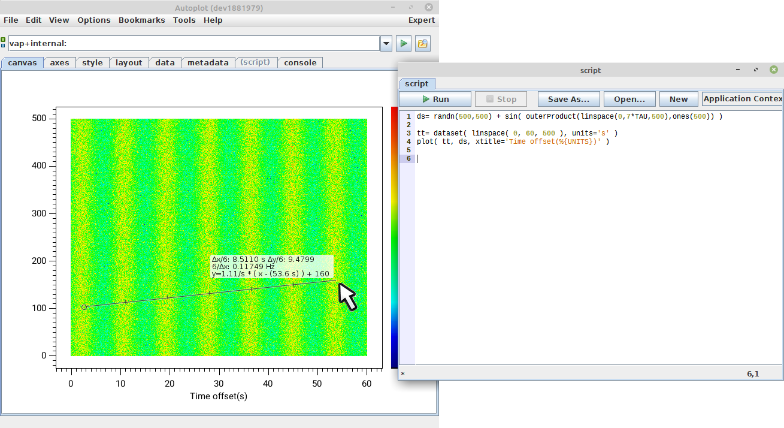 Autoplot (dev1881979)
File Edit View Options Bookmarks Tools Help Expert
vap+internal:
canvas axes style layout data metadata (script) console
500
400
300
200
100
0
Δx/6: 8.5110 s Δy/6: 9.4799
6/Δx: 0.11749 Hz
y=1.11/s * ( x - (53.6 s) ) + 160
0 10 20 30 40 50 60
Time offset(s)
script
script
Run Stop Save As... Open... New Application Contex
1 ds= randn(500,600) + sin( outerProduct(linspace(0,7*TAU,600),ones(500)) )
2
3 tt= dataset( linspace( 0, 60, 600 ), units='s' )
4 plot( tt, ds, xtitle='Time offset(%{UNITS})' )
5
6
* 6,1